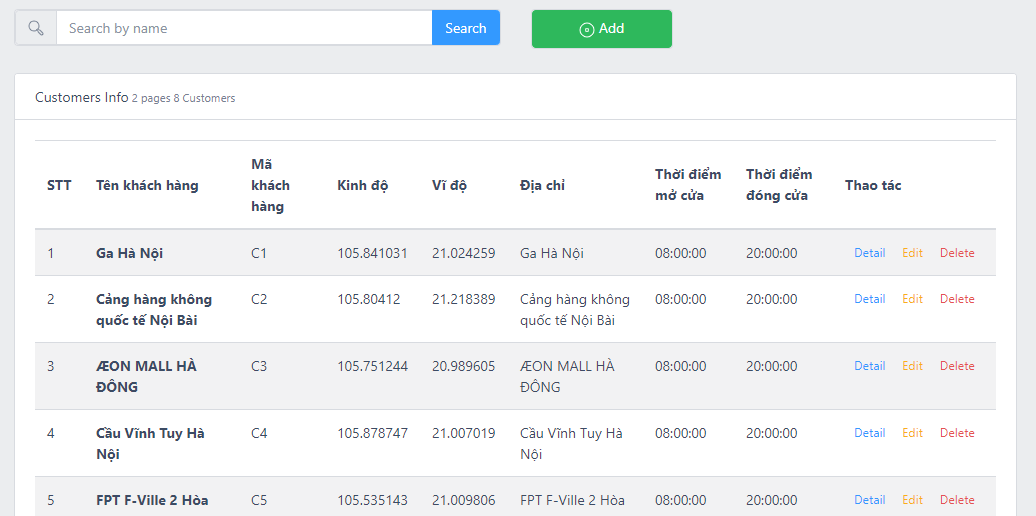 Search by name Search Add
Customers Info 2 pages 8 Customers
STT Tên khách hàng Mã khách hàng Kinh độ Vĩ độ Địa chỉ Thời điểm mở cửa Thời điểm đóng cửa Thao tác
1 Ga Hà Nội C1 105.841031 21.024259 Ga Hà Nội 08:00:00 20:00:00 Detail Edit Delete
2 Cảng hàng không quốc tế Nội Bài C2 105.80412 21.218389 Cảng hàng không quốc tế Nội Bài 08:00:00 20:00:00 Detail Edit Delete
3 ÆON MALL HÀ ĐÔNG C3 105.751244 20.989605 ÆON MALL HÀ ĐÔNG 08:00:00 20:00:00 Detail Edit Delete
4 Cầu Vĩnh Tuy Hà Nội C4 105.878747 21.007019 Cầu Vĩnh Tuy Hà Nội 08:00:00 20:00:00 Detail Edit Delete
5 FPT F-Ville 2 Hòa C5 105.535143 21.009806 FPT F-Ville 2 Hòa 08:00:00 20:00:00 Detail Edit Delete